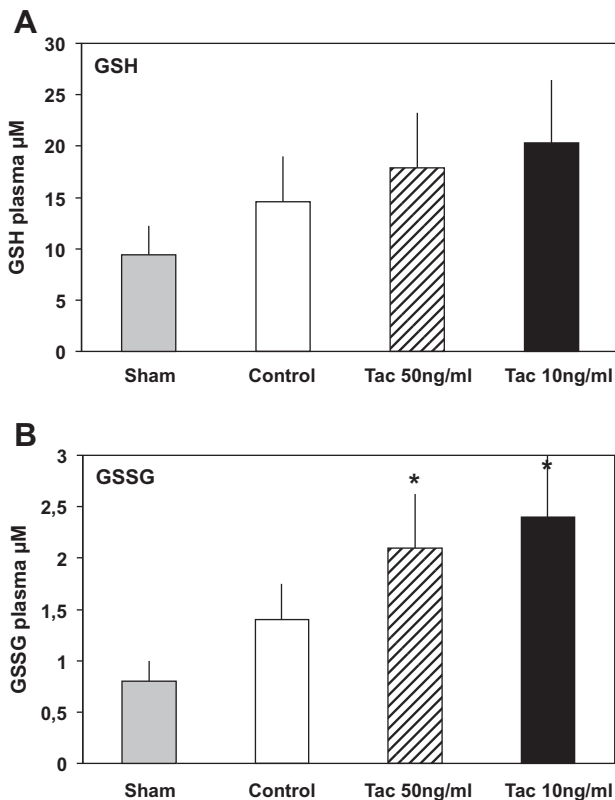 A
30
GSH
25
20
15
10
5
0
GSH plasma µM
Sham Control Tac 50ng/ml Tac 10ng/ml
B
3
GSSG
* *
2,5
2
1,5
1
0,5
0
GSSG plasma µM
Sham Control Tac 50ng/ml Tac 10ng/ml